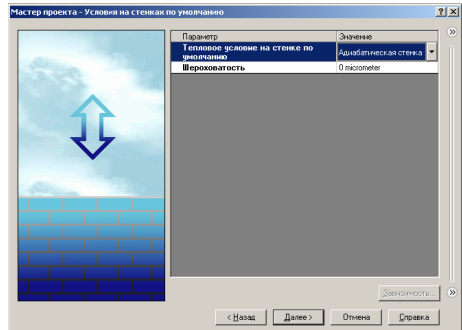 Мастер проекта - Условия на стенках по умолчанию
Параметр Значение
Тепловое условие на стенке по умолчанию Адиабатическая стенка
Шероховатость 0 micrometer
Зависимость...
< Назад Далее > Отмена Справка